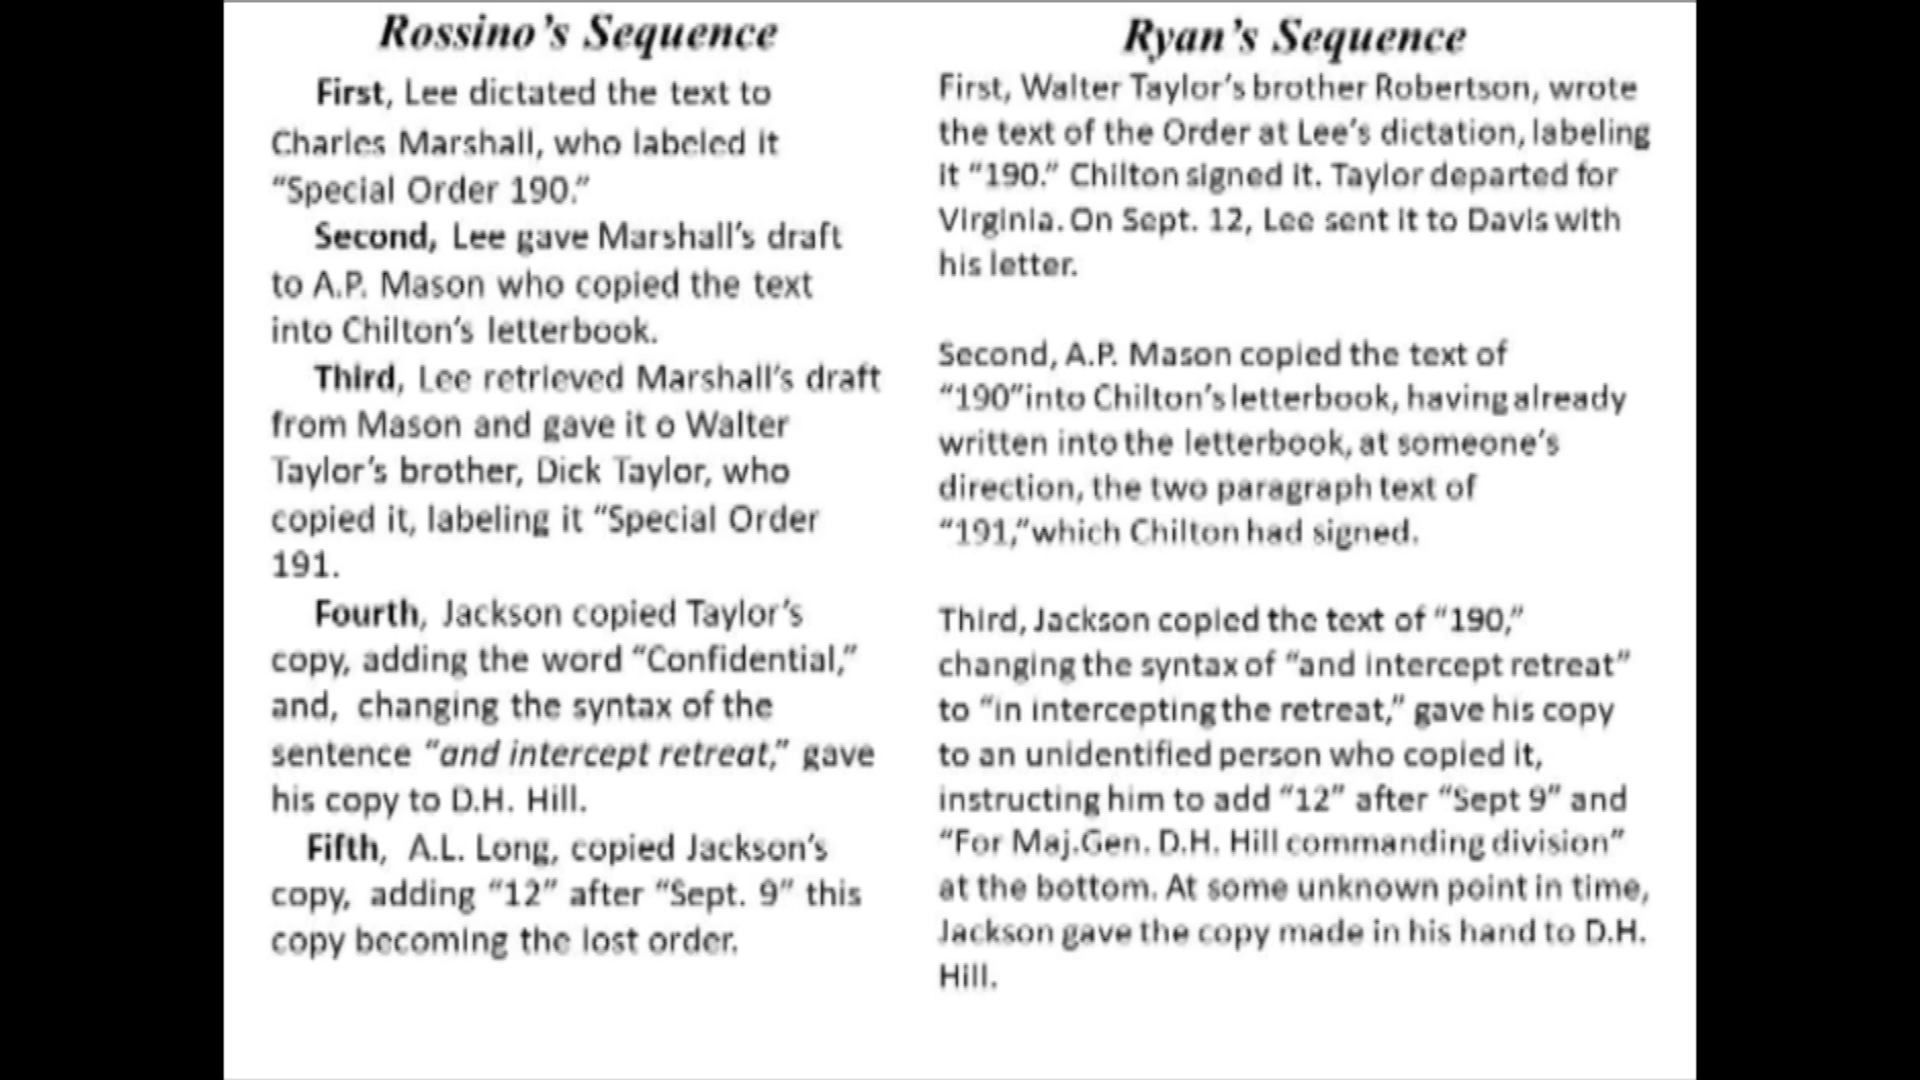 Rossino's Sequence
First, Lee dictated the text to
Charles Marshall, who labeled it
“Special Order 190.”
Second, Lee gave Marshall's draft
to A.P. Mason who copied the text
into Chilton's letterbook.
Third, Lee retrieved Marshall's draft
from Mason and gave it o Walter
Taylor's brother, Dick Taylor, who
copied it, labeling it “Special Order
191.
Fourth, Jackson copied Taylor's
copy, adding the word “Confidential,”
and, changing the syntax of the
sentence “and intercept retreat,” gave
his copy to D.H. Hill.
Fifth, A.L. Long, copied Jackson's
copy, adding “12” after “Sept. 9” this
copy becoming the lost order.
Ryan's Sequence
First, Walter Taylor's brother Robertson, wrote
the text of the Order at Lee's dictation, labeling
it “190.” Chilton signed it. Taylor departed for
Virginia. On Sept. 12, Lee sent it to Davis with
his letter.
Second, A.P. Mason copied the text of
“190”into Chilton's letterbook, having already
written into the letterbook, at someone's
direction, the two paragraph text of
“191,”which Chilton had signed.
Third, Jackson copied the text of “190,”
changing the syntax of “and intercept retreat”
to “in intercepting the retreat,” gave his copy
to an unidentified person who copied it,
instructing him to add “12” after “Sept 9” and
“For Maj.Gen. D.H. Hill commanding division”
at the bottom. At some unknown point in time,
Jackson gave the copy made in his hand to D.H.
Hill.